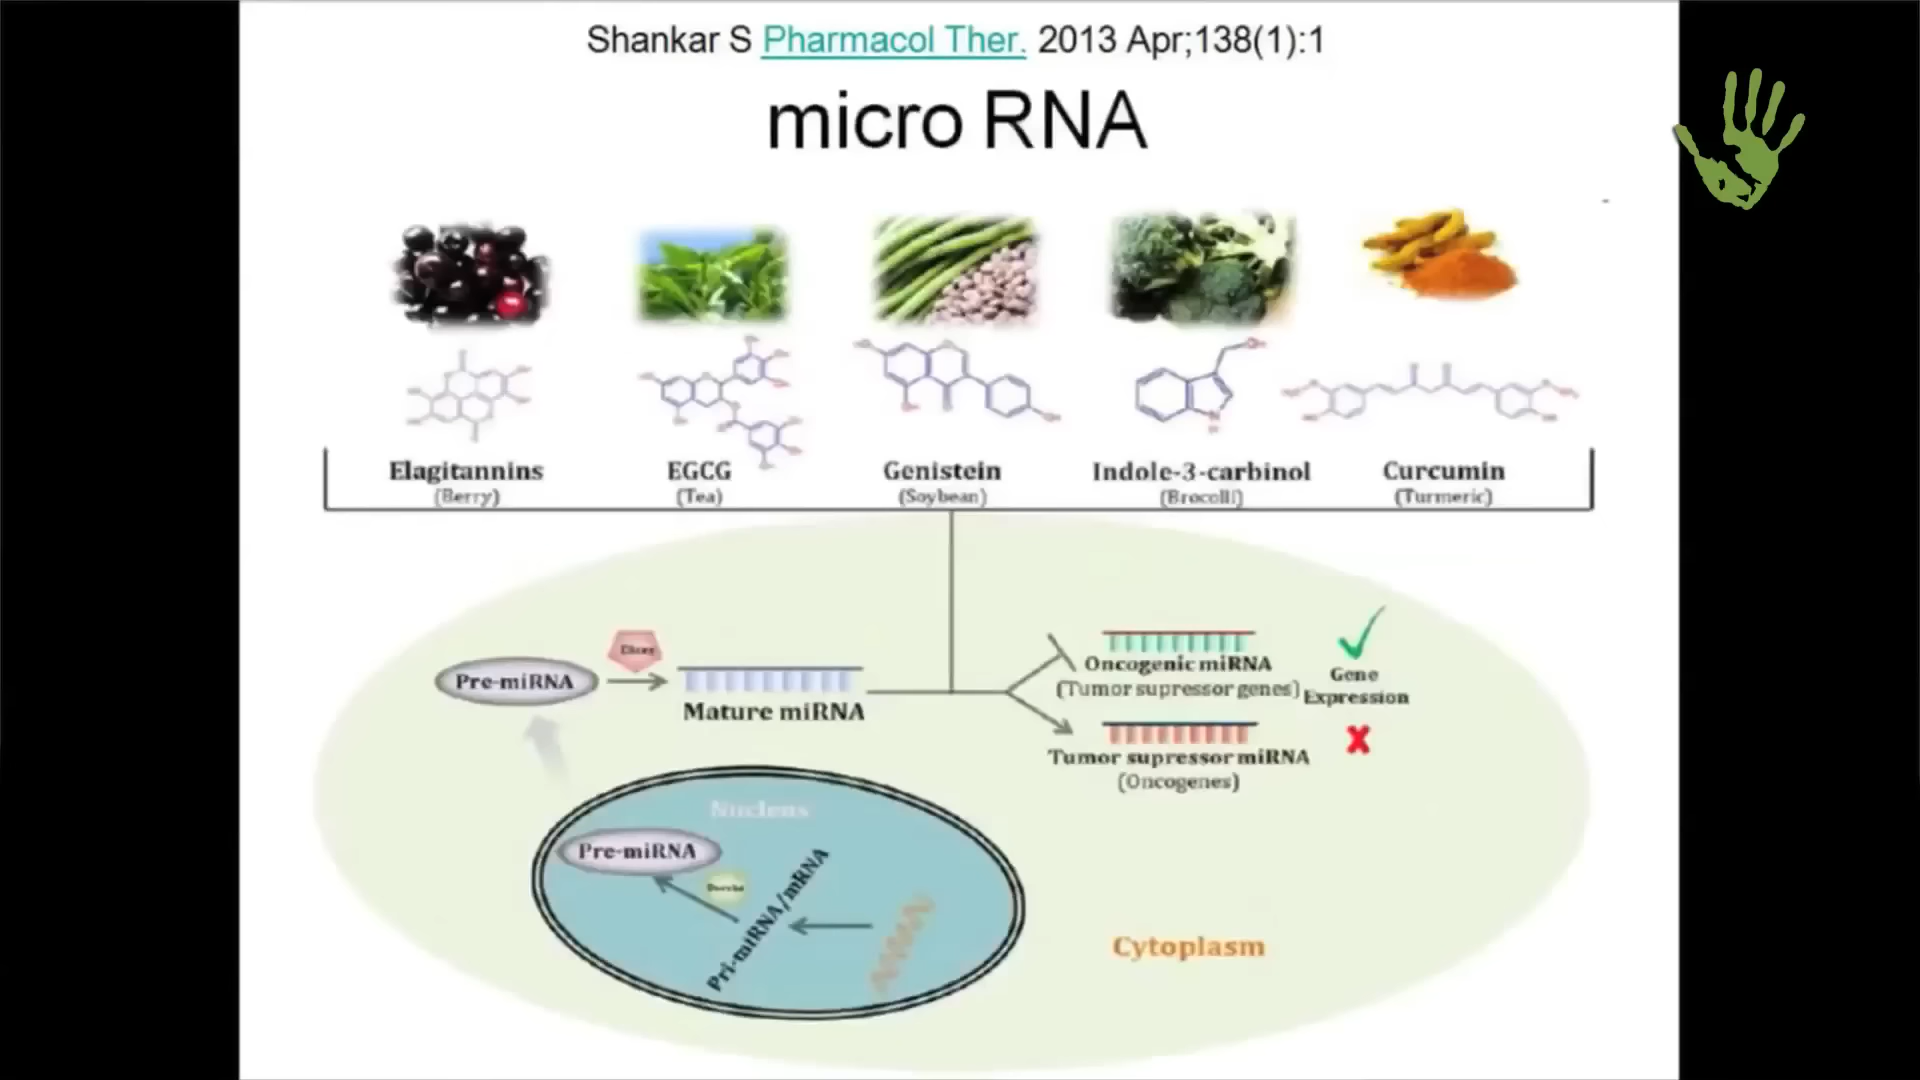 Shankar S Pharmacol Ther. 2013 Apr;138(1):1
micro RNA
Elagitannins
(Berry)
EGCG
(Tea)
Genistein
(Soybean)
Indole-3-carbinol
(Brocolli)
Curcumin
(Turmeric)
Pre-miRNA
Dicer
Mature miRNA
Oncogenic miRNA
(Tumor supressor genes)
Gene
Expression
Tumor supressor miRNA
(Oncogenes)
Nucleus
Pre-miRNA
Pri-miRNA/mRNA
Cytoplasm